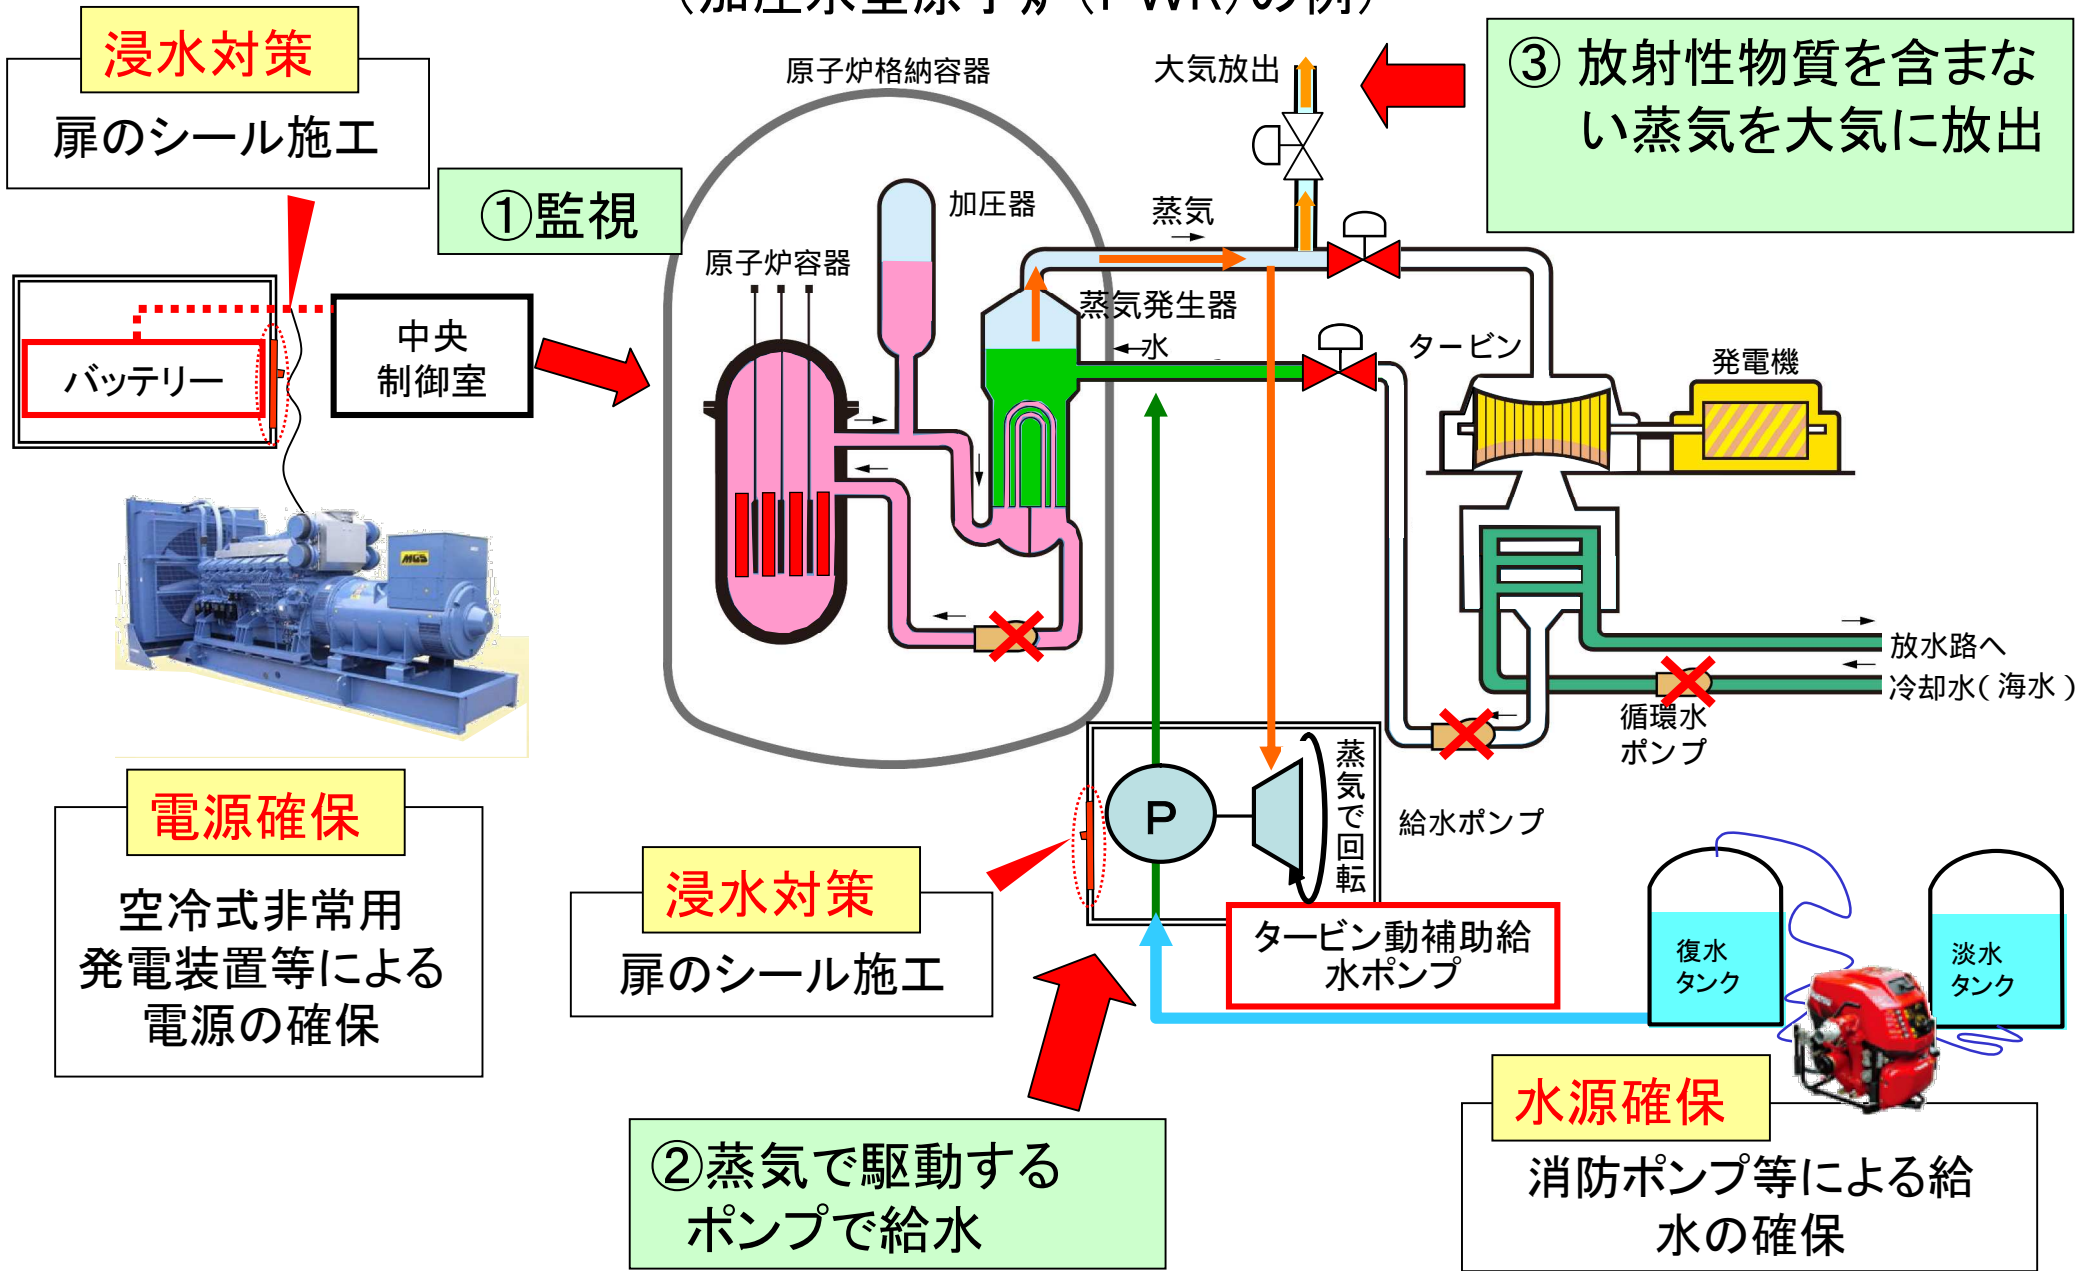 (加圧水型原子炉(PWR)の例)
浸水対策
扉のシール施工
①監視
原子炉格納容器
大気放出
③ 放射性物質を含まな
い蒸気を大気に放出
加圧器
蒸気
原子炉容器
蒸気発生器
水
バッテリー
中央
制御室
タービン
発電機
MGS
放水路へ
冷却水(海水)
循環水
ポンプ
電源確保
空冷式非常用
発電装置等による
電源の確保
P
蒸気で回転
給水ポンプ
浸水対策
扉のシール施工
タービン動補助給
水ポンプ
復水
タンク
淡水
タンク
②蒸気で駆動する
ポンプで給水
水源確保
消防ポンプ等による給
水の確保